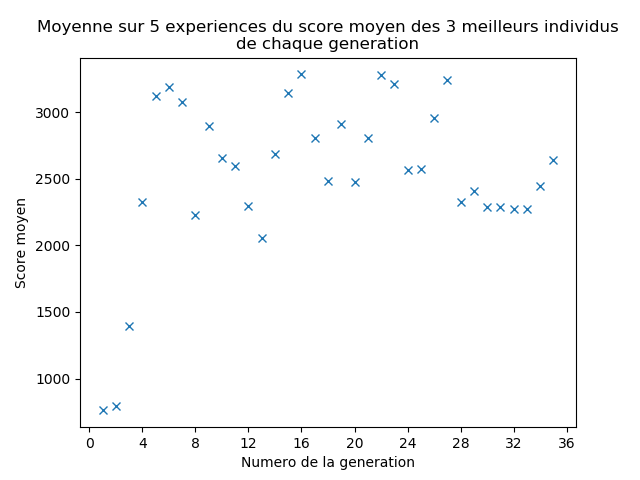 Moyenne sur 5 experiences du score moyen des 3 meilleurs individus
de chaque generation
3000
2500
2000
1500
1000
Score moyen
0 4 8 12 16 20 24 28 32 36
Numero de la generation